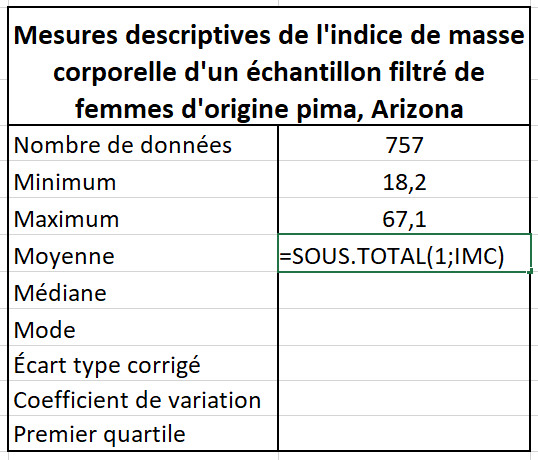 Mesures descriptives de l'indice de masse
corporelle d'un échantillon filtré de
femmes d'origine pima, Arizona
Nombre de données 757
Minimum 18,2
Maximum 67,1
Moyenne =SOUS.TOTAL(1;IMC)
Médiane
Mode
Écart type corrigé
Coefficient de variation
Premier quartile